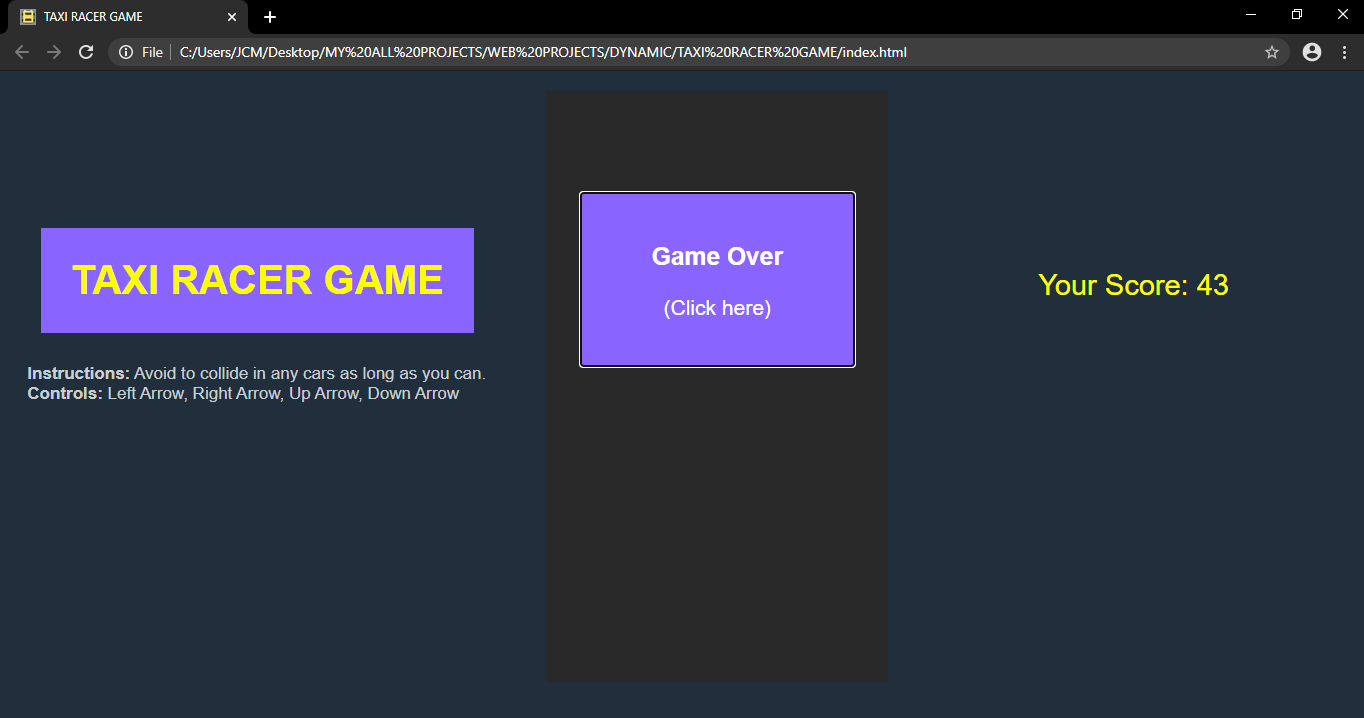 TAXI RACER GAME
File
C:/Users/JCM/Desktop/MY%20ALL%20PROJECTS/WEB%20PROJECTS/DYNAMIC/TAXI%20RACER%20GAME/index.html
TAXI RACER GAME
Instructions: Avoid to collide in any cars as long as you can.
Controls: Left Arrow, Right Arrow, Up Arrow, Down Arrow
Game Over
(Click here)
Your Score: 43